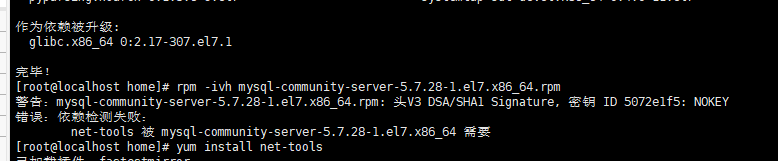 作为依赖被升级:
glibc.x86_64 0:2.17-307.el7.1
完毕!
[root@localhost home]# rpm -ivh mysql-community-server-5.7.28-1.el7.x86_64.rpm
警告: mysql-community-server-5.7.28-1.el7.x86_64.rpm: 头V3 DSA/SHA1 Signature, 密钥 ID 5072e1f5: NOKEY
错误: 依赖检测失败:
net-tools 被 mysql-community-server-5.7.28-1.el7.x86_64 需要
[root@localhost home]# yum install net-tools
已加载插件: fastestmirror